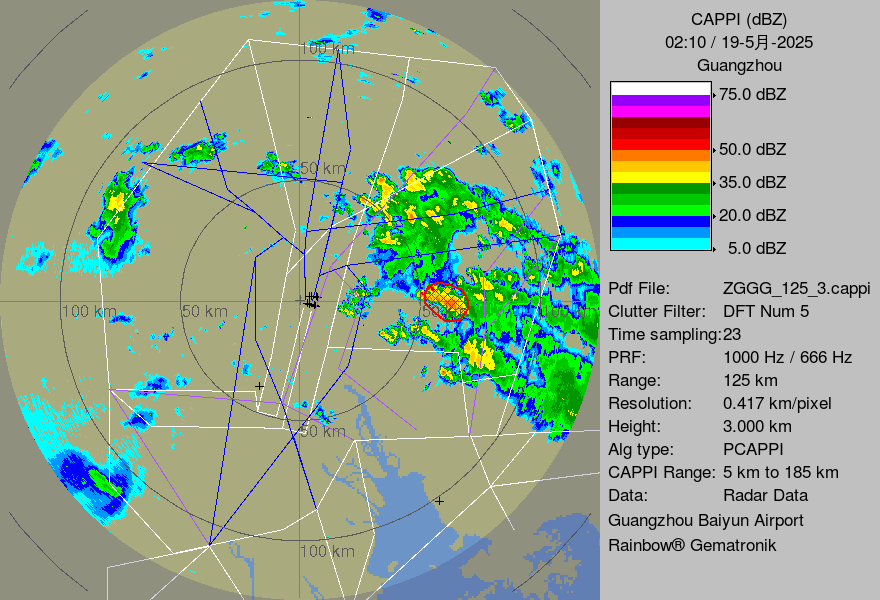 CAPPI (dBZ)
02:10 / 19-5月-2025
Guangzhou
75.0 dBZ
50.0 dBZ
35.0 dBZ
20.0 dBZ
5.0 dBZ
Pdf File: ZGGG_125_3.cappi
Clutter Filter: DFT Num 5
Time sampling:23
PRF: 1000 Hz / 666 Hz
Range: 125 km
Resolution: 0.417 km/pixel
Height: 3.000 km
Alg type: PCAPPI
CAPPI Range: 5 km to 185 km
Data: Radar Data
Guangzhou Baiyun Airport
Rainbow® Gematronik
100 km
50 km
100 km
50 km
50 km
100 km